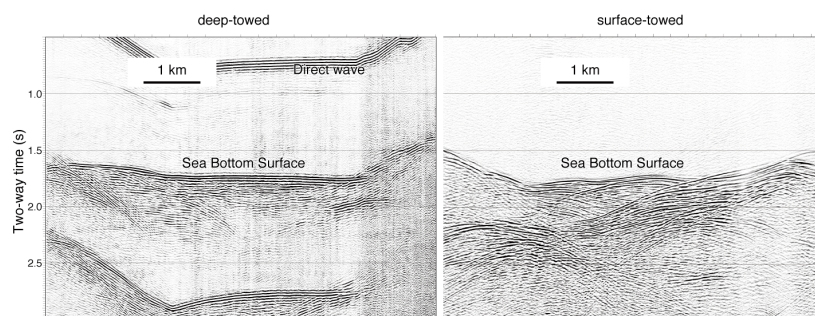 deep-towed
surface-towed
1 km
Direct wave
1 km
1.0
1.5
Sea Bottom Surface
Sea Bottom Surface
Two-way time (s)
2.0
2.5